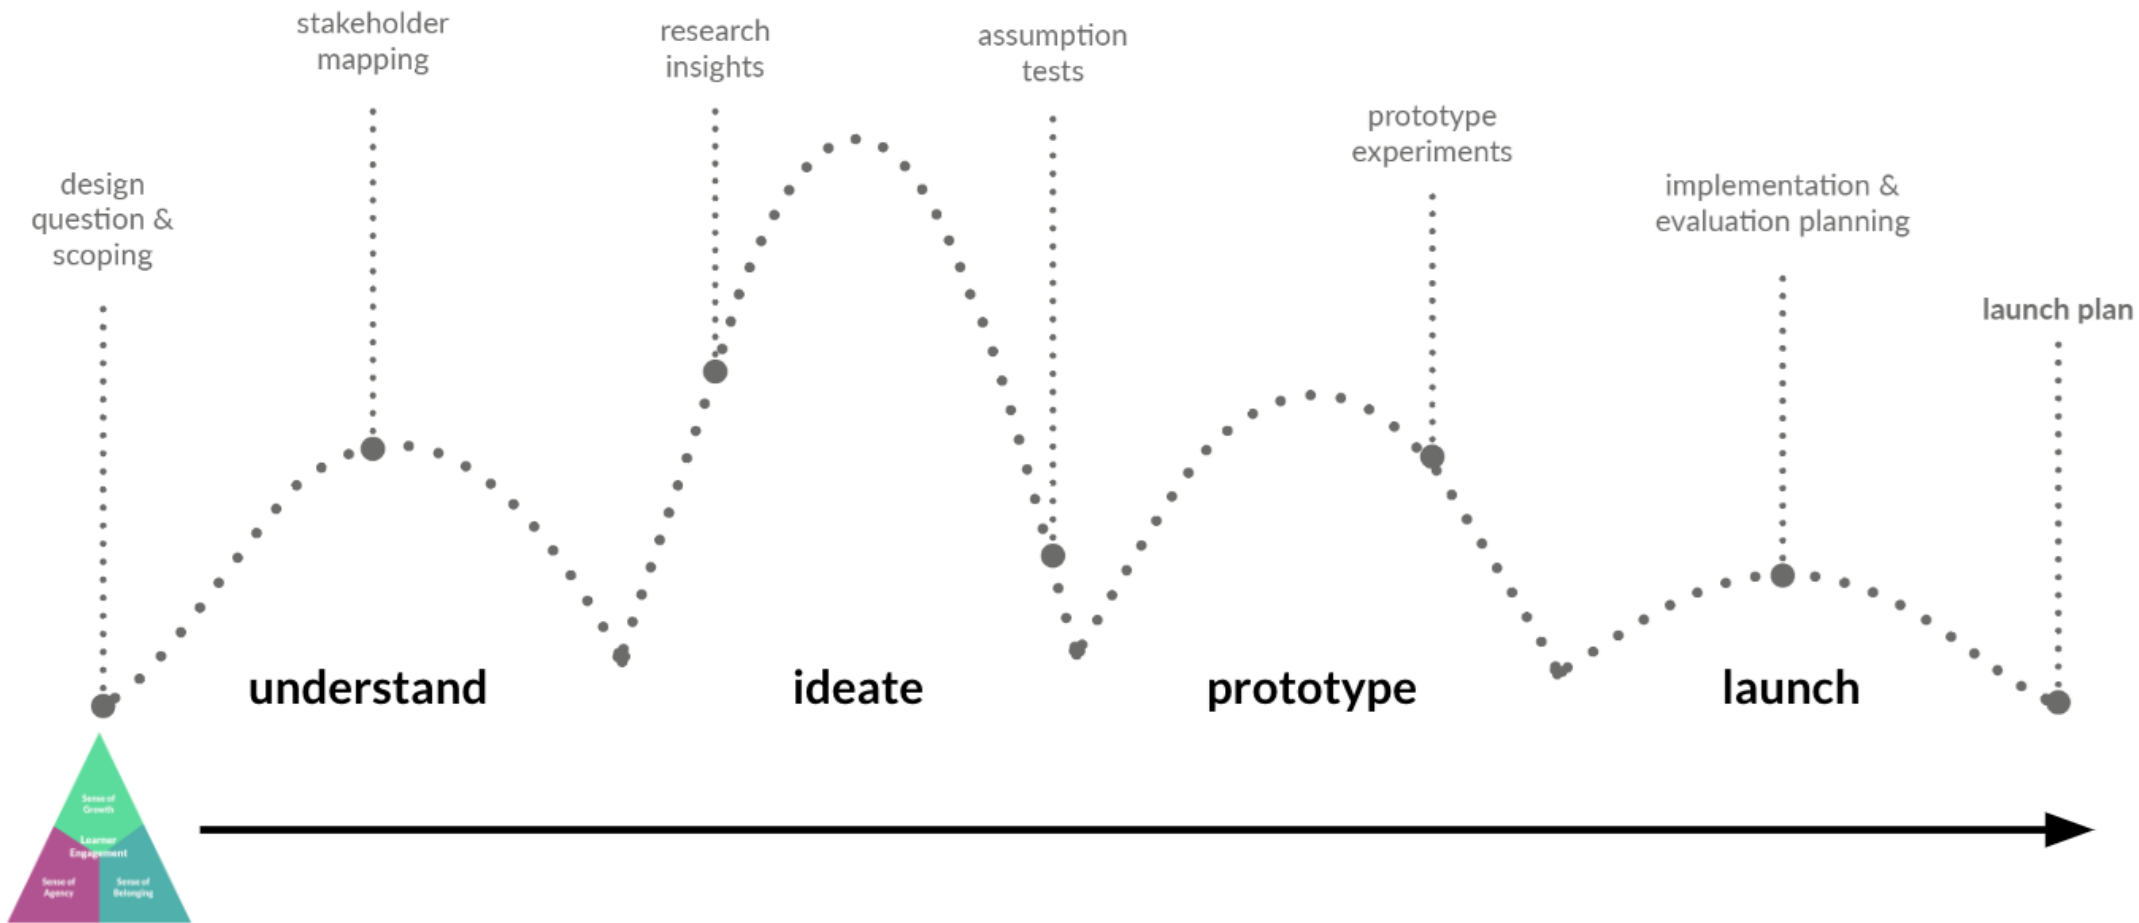 stakeholder
mapping
research
insights
assumption
tests
prototype
experiments
design
question &
scoping
implementation &
evaluation planning
launch plan
understand
ideate
prototype
launch
Sense of
Growth
Learner
Engagement
Sense of
Agency
Sense of
Belonging